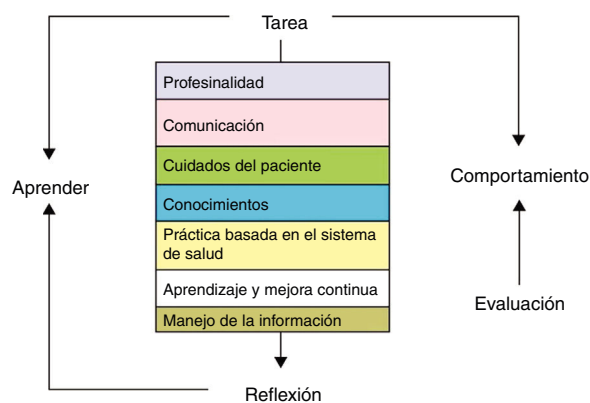 Tarea
Profesinalidad
Comunicación
Cuidados del paciente
Aprender
Comportamiento
Conocimientos
Práctica basada en el sistema
de salud
Aprendizaje y mejora continua
Evaluación
Manejo de la información
Reflexión